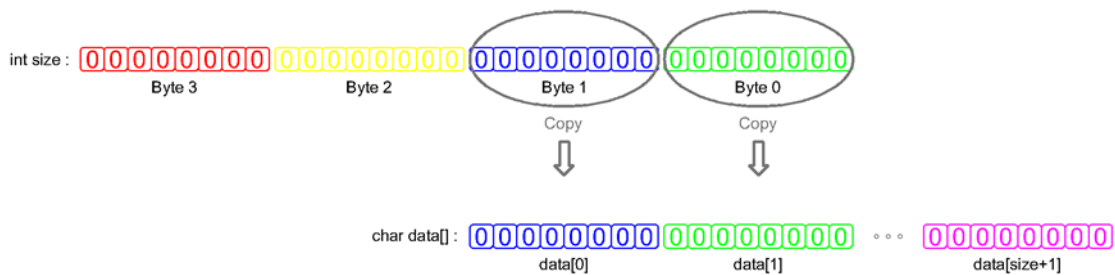 int size : 00000000 00000000 00000000 00000000
Byte 3 Byte 2 Byte 1 Byte 0
Copy Copy
char data[] : 00000000 00000000 ∘∘∘ 00000000
data[0] data[1] data[size+1]